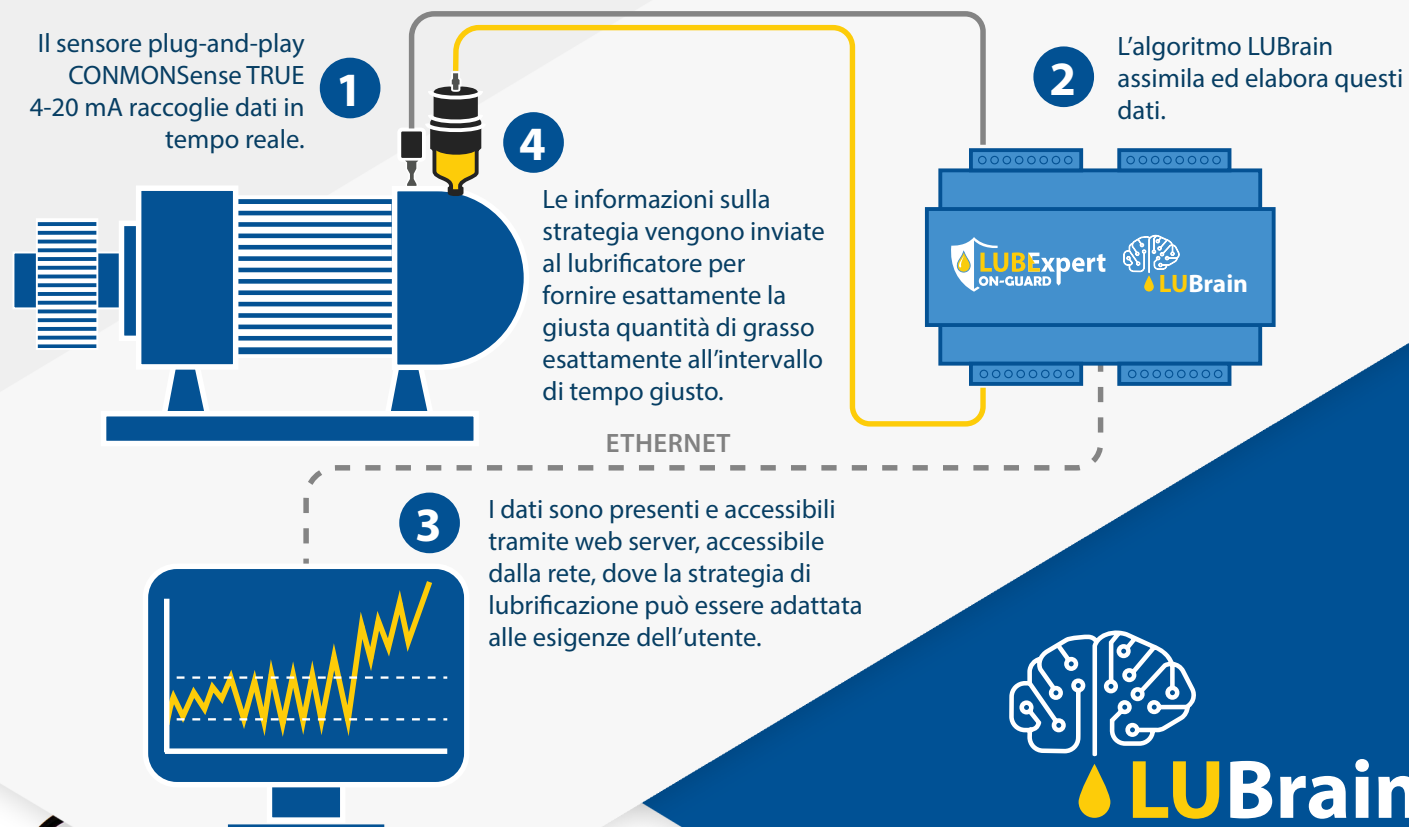 Il sensore plug-and-play
CONMONSense TRUE
4-20 mA raccoglie dati in
tempo reale.
1
2
L'algoritmo LUBrain
assimila ed elabora questi
dati.
4
Le informazioni sulla
strategia vengono inviate
al lubrificatore per
fornire esattamente la
giusta quantità di grasso
esattamente all'intervallo
di tempo giusto.
LUBExpert
ON-GUARD
LUBrain
ETHERNET
3
I dati sono presenti e accessibili
tramite web server, accessibile
dalla rete, dove la strategia di
lubrificazione può essere adattata
alle esigenze dell'utente.
LUBrain